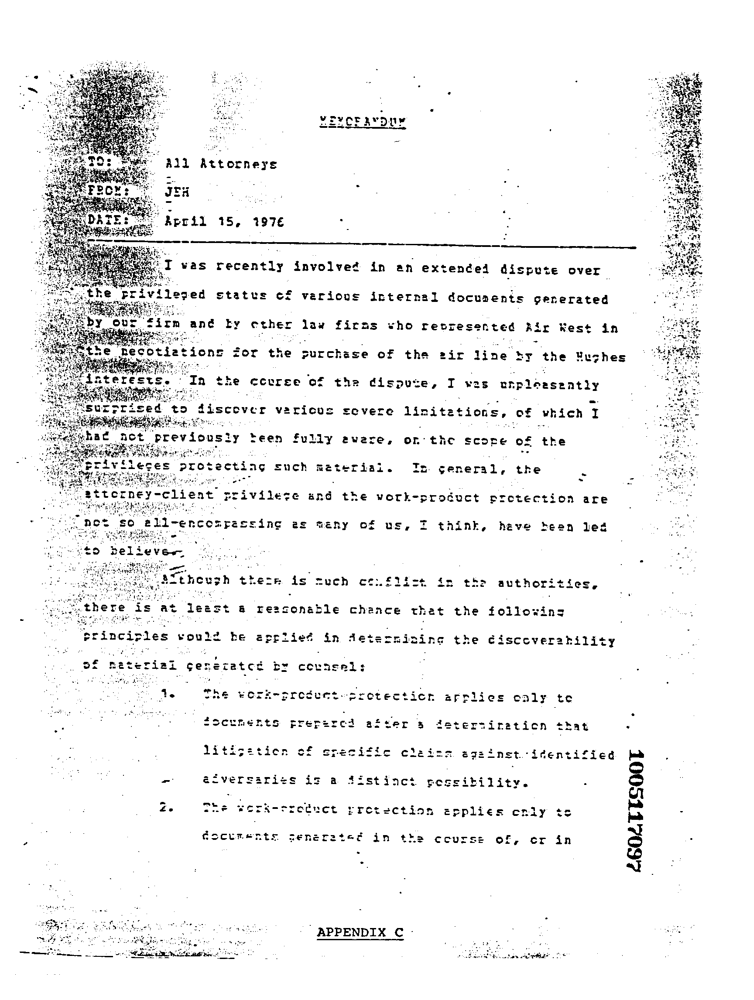 MEMORANDUM
TO: All Attorneys
FROM: JEH
DATE: April 15, 1976
I was recently involved in an extended dispute over
the privileged status of various internal documents generated
by our firm and by other law firms who represented Air West in
the negotiations for the purchase of the air line by the Hughes
interests. In the course of the dispute, I was unpleasantly
surprised to discover various severe limitations, of which I
had not previously been fully aware, on the scope of the
privileges protecting such material. In general, the
attorney-client privilege and the work-product protection are
not so all-encompassing as many of us, I think, have been led
to believe.
Although there is much conflict in the authorities,
there is at least a reasonable chance that the following
principles would be applied in determining the discoverability
of material generated by counsel:
1. The work-product protection applies only to
documents prepared after a determination that
litigation of specific claims against identified
adversaries is a distinct possibility.
2. The work-product protection applies only to
documents generated in the course of, or in
1005117097
APPENDIX C